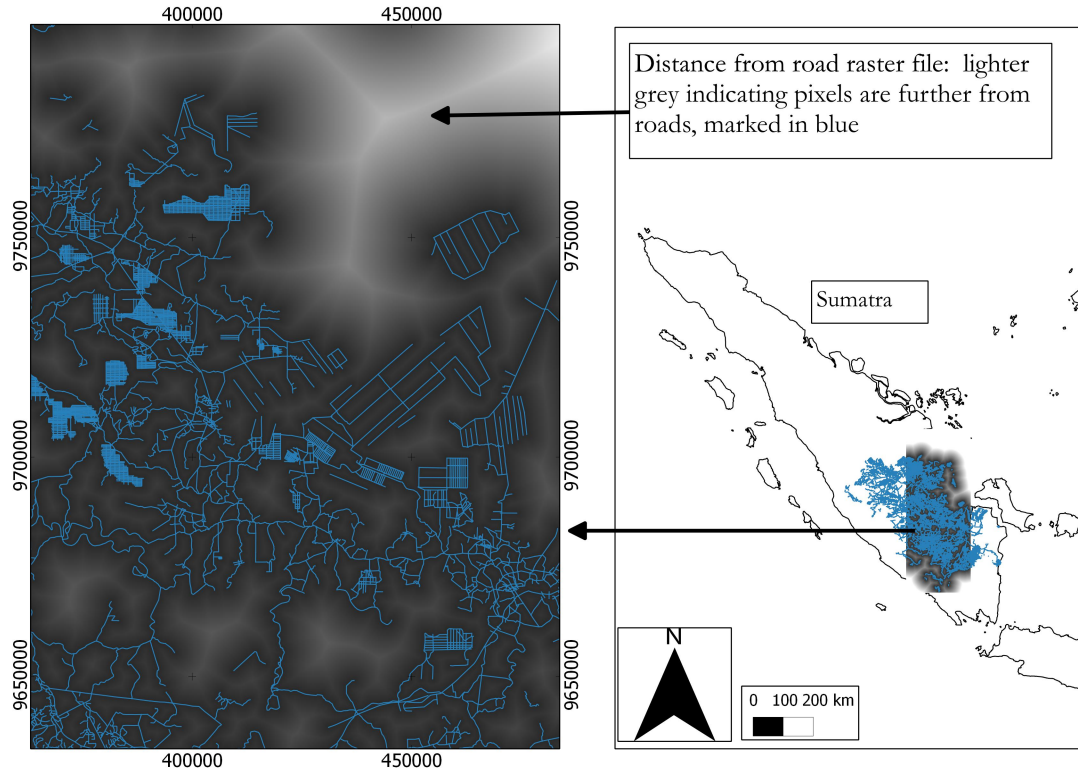 400000 450000
Distance from road raster file: lighter
grey indicating pixels are further from
roads, marked in blue
9750000
9750000
Sumatra
9700000
9700000
9650000
9650000
N
0 100 200 km
400000 450000